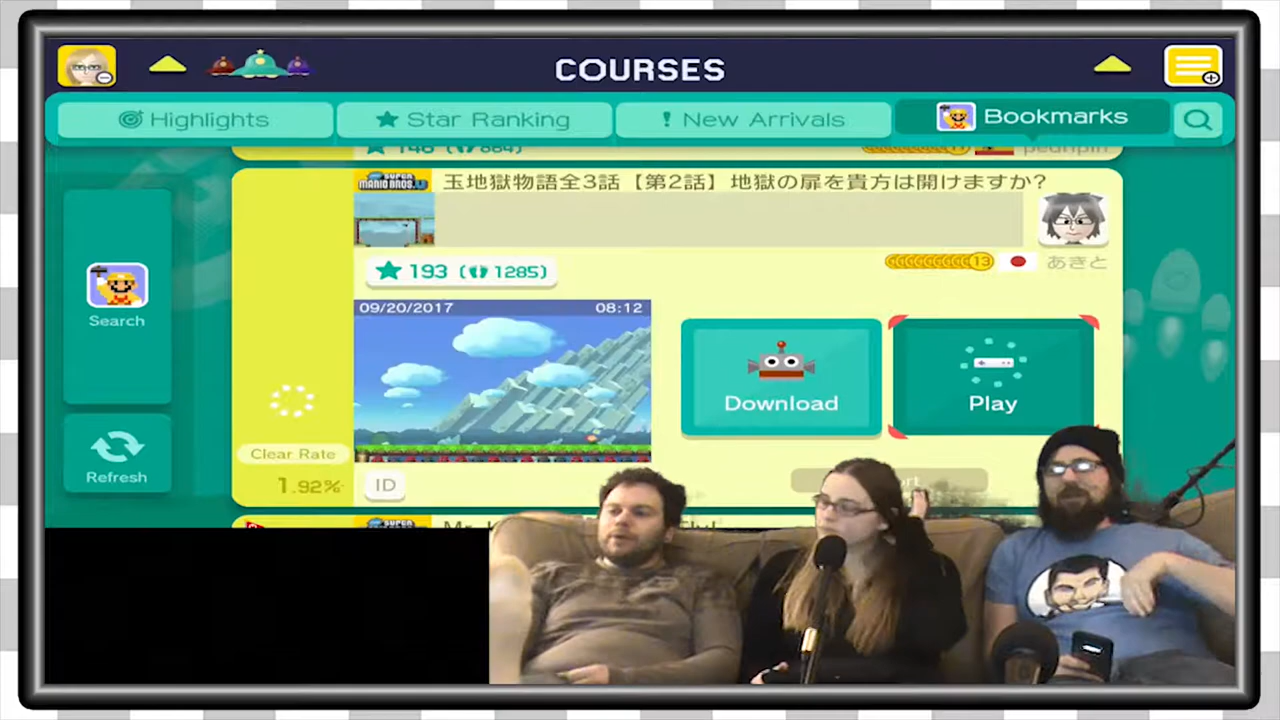 COURSES
Highlights
Star Ranking
New Arrivals
Bookmarks
SUPER
MARIO BROS. U
玉地獄物語全3話【第2話】地獄の扉を貴方は開けますか?
193 (1285)
13
あきと
09/20/2017 08:12
Search
Download
Play
Clear Rate
1.92%
ID
Refresh